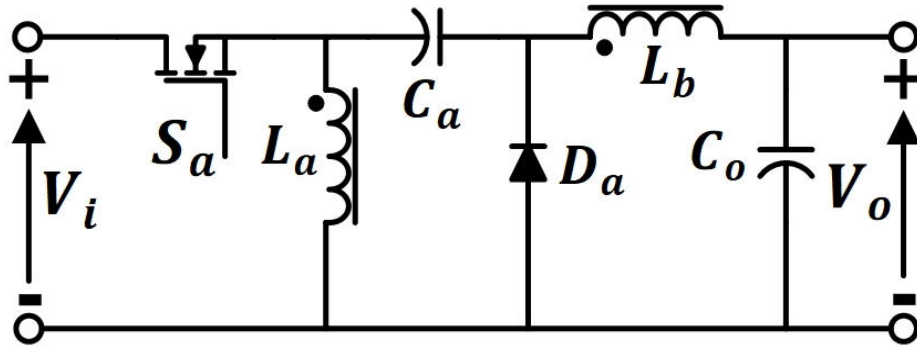 + +
S_a L_a C_a L_b
D_a C_o
V_i V_o
- -